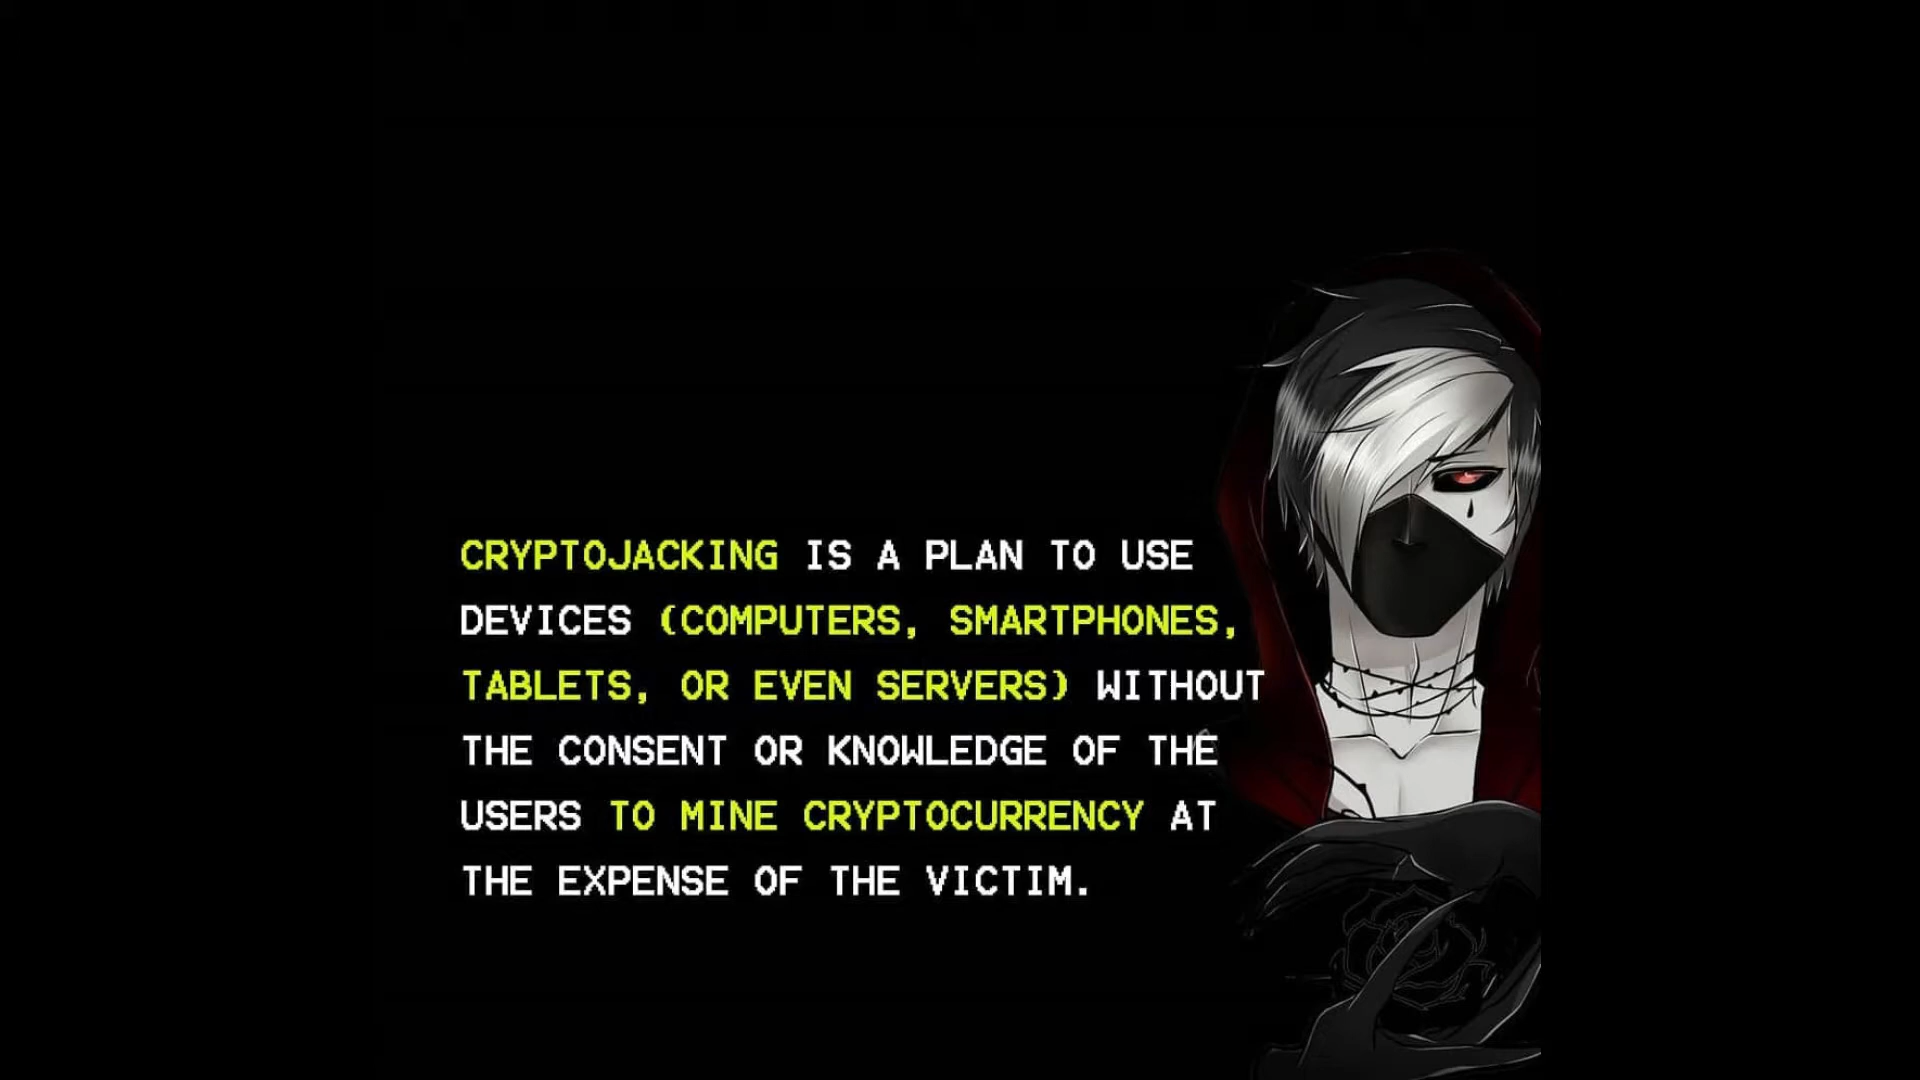 CRYPTOJACKING IS A PLAN TO USE
DEVICES (COMPUTERS, SMARTPHONES,
TABLETS, OR EVEN SERVERS) WITHOUT
THE CONSENT OR KNOWLEDGE OF THE
USERS TO MINE CRYPTOCURRENCY AT
THE EXPENSE OF THE VICTIM.